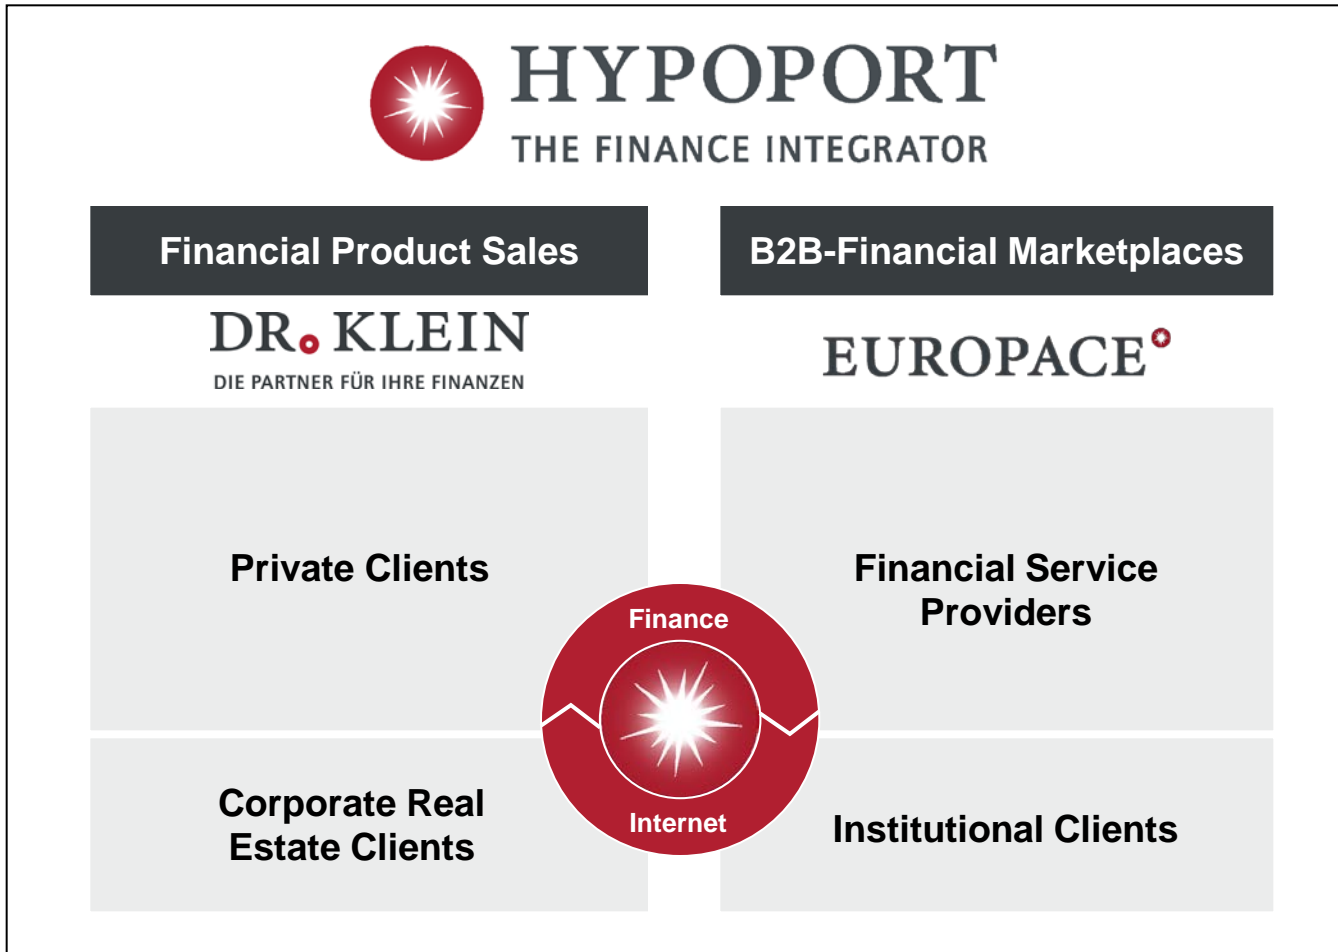 HYPOPORT
THE FINANCE INTEGRATOR
Financial Product Sales
DR. KLEIN
DIE PARTNER FÜR IHRE FINANZEN
Private Clients
Corporate Real
Estate Clients
B2B-Financial Marketplaces
EUROPACE
Financial Service
Providers
Institutional Clients
Finance
Internet